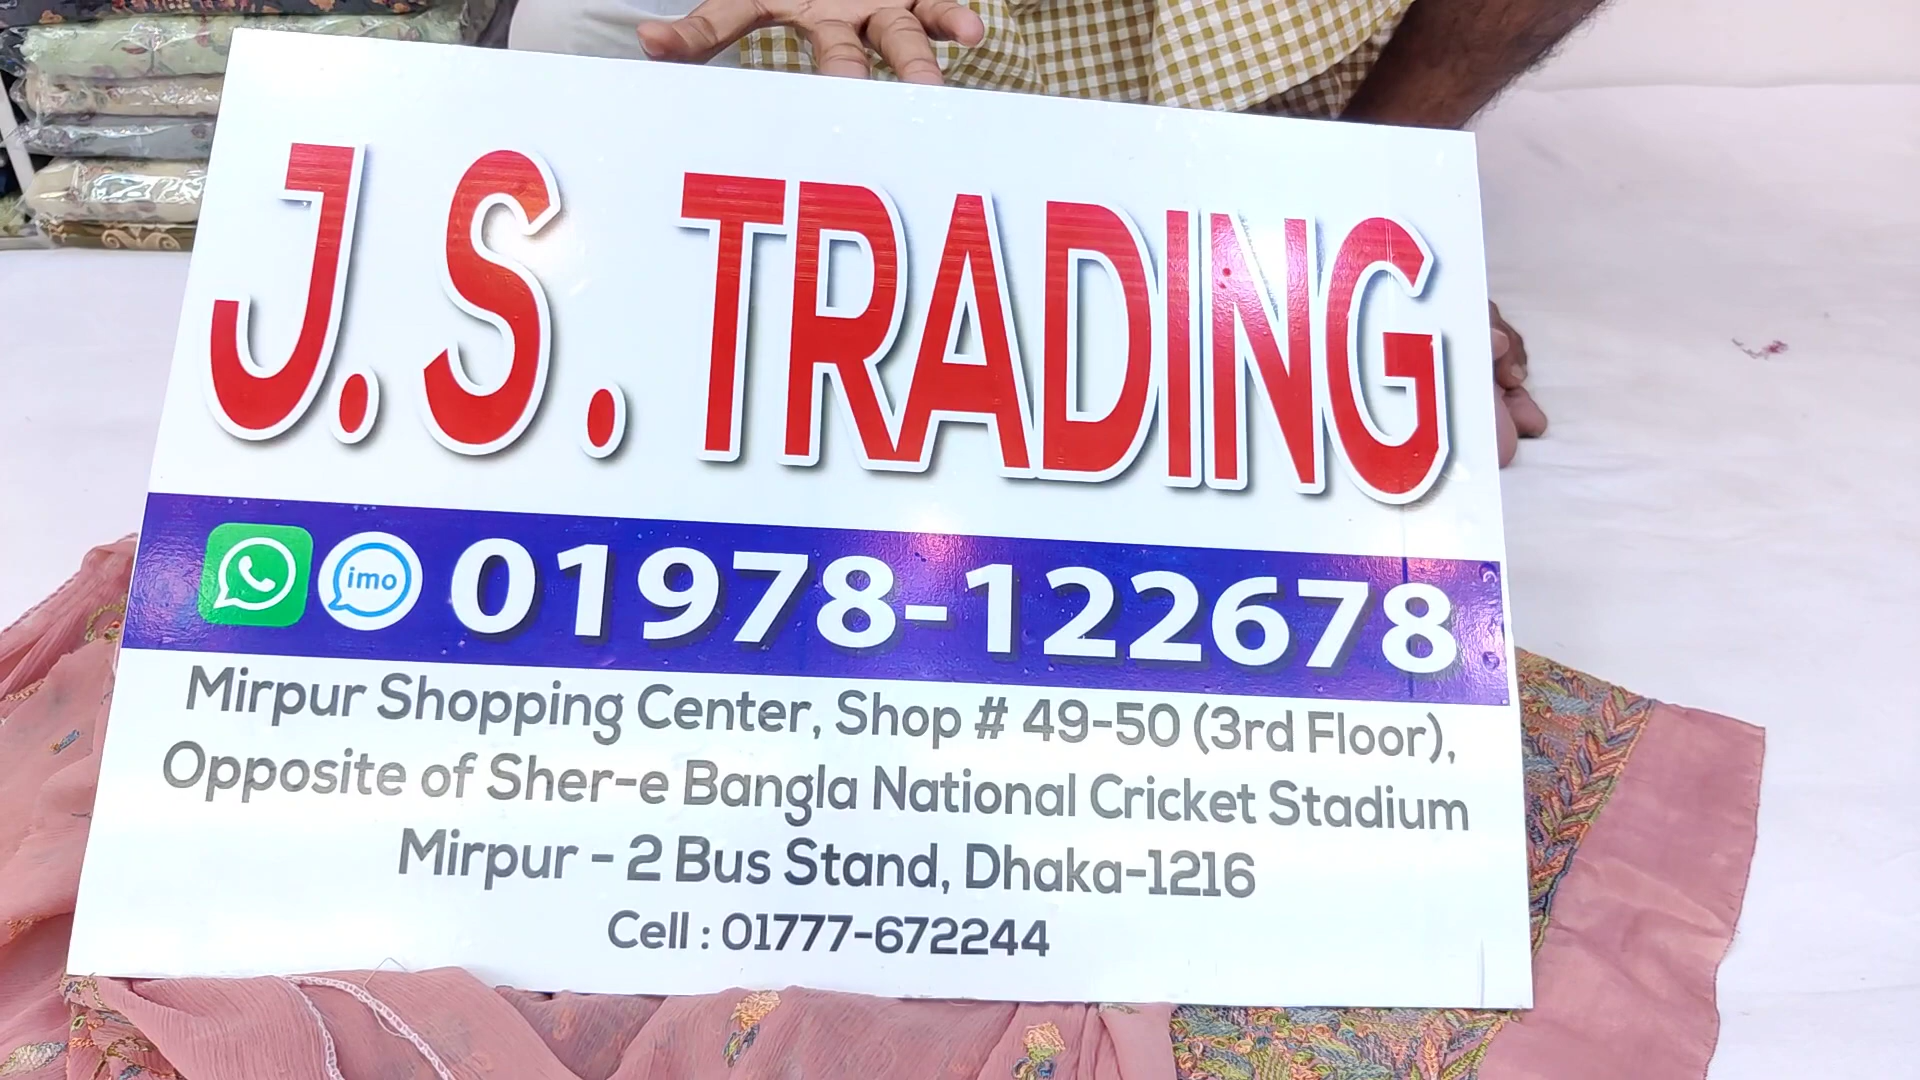 J.S. TRADING
imo 01978-122678
Mirpur Shopping Center, Shop # 49-50 (3rd Floor),
Opposite of Sher-e Bangla National Cricket Stadium
Mirpur - 2 Bus Stand, Dhaka-1216
Cell : 01777-672244